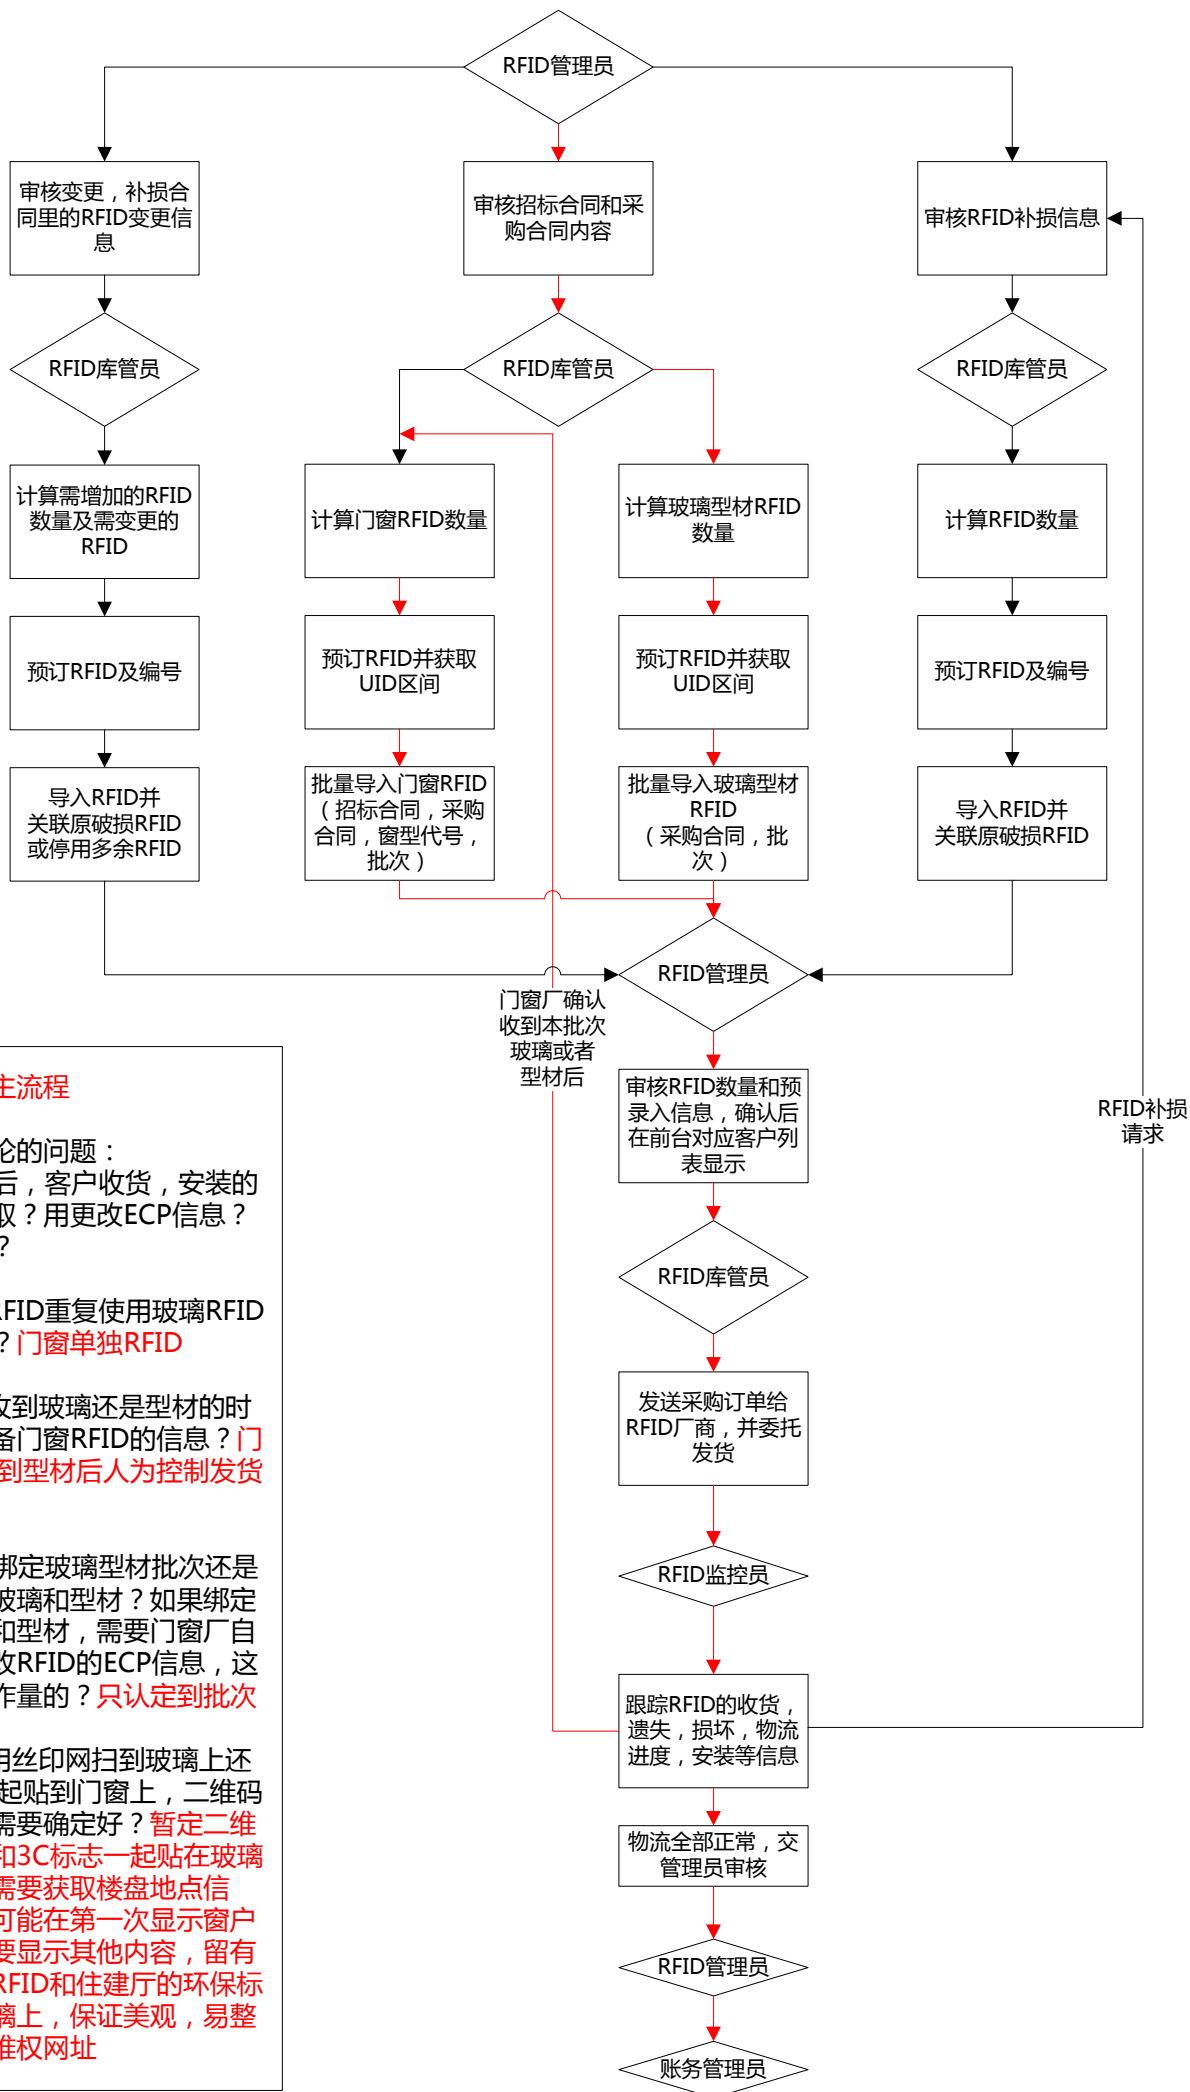 RFID管理员
审核变更，补损合
同里的RFID变更信
息
审核招标合同和采
购合同内容
审核RFID补损信息
RFID库管员
RFID库管员
RFID库管员
计算需增加的RFID
数量及需变更的
RFID
计算门窗RFID数量
计算玻璃型材RFID
数量
计算RFID数量
预订RFID及编号
预订RFID并获取
UID区间
预订RFID并获取
UID区间
预订RFID及编号
导入RFID并
关联原破损RFID
或停用多余RFID
批量导入门窗RFID
（招标合同，采购
合同，窗型代号，
批次）
批量导入玻璃型材
RFID
（采购合同，批
次）
导入RFID并
关联原破损RFID
RFID管理员
门窗厂确认
收到本批次
玻璃或者
型材后
审核RFID数量和预
录入信息，确认后
在前台对应客户列
表显示
RFID补损
请求
RFID库管员
发送采购订单给
RFID厂商，并委托
发货
RFID监控员
跟踪RFID的收货，
遗失，损坏，物流
进度，安装等信息
物流全部正常，交
管理员审核
RFID管理员
账务管理员
主流程
论的问题：
后，客户收货，安装的
取？用更改ECP信息？
？
RFID重复使用玻璃RFID
？门窗单独RFID
收到玻璃还是型材的时
备门窗RFID的信息？门
到型材后人为控制发货
绑定玻璃型材批次还是
玻璃和型材？如果绑定
和型材，需要门窗厂自
改RFID的ECP信息，这
作量的？只认定到批次
用丝印网扫到玻璃上还
起贴到门窗上，二维码
需要确定好？暂定二维
和3C标志一起贴在玻璃
需要获取楼盘地点信
可能在第一次显示窗户
要显示其他内容，留有
RFID和住建厅的环保标
璃上，保证美观，易整
维权网址